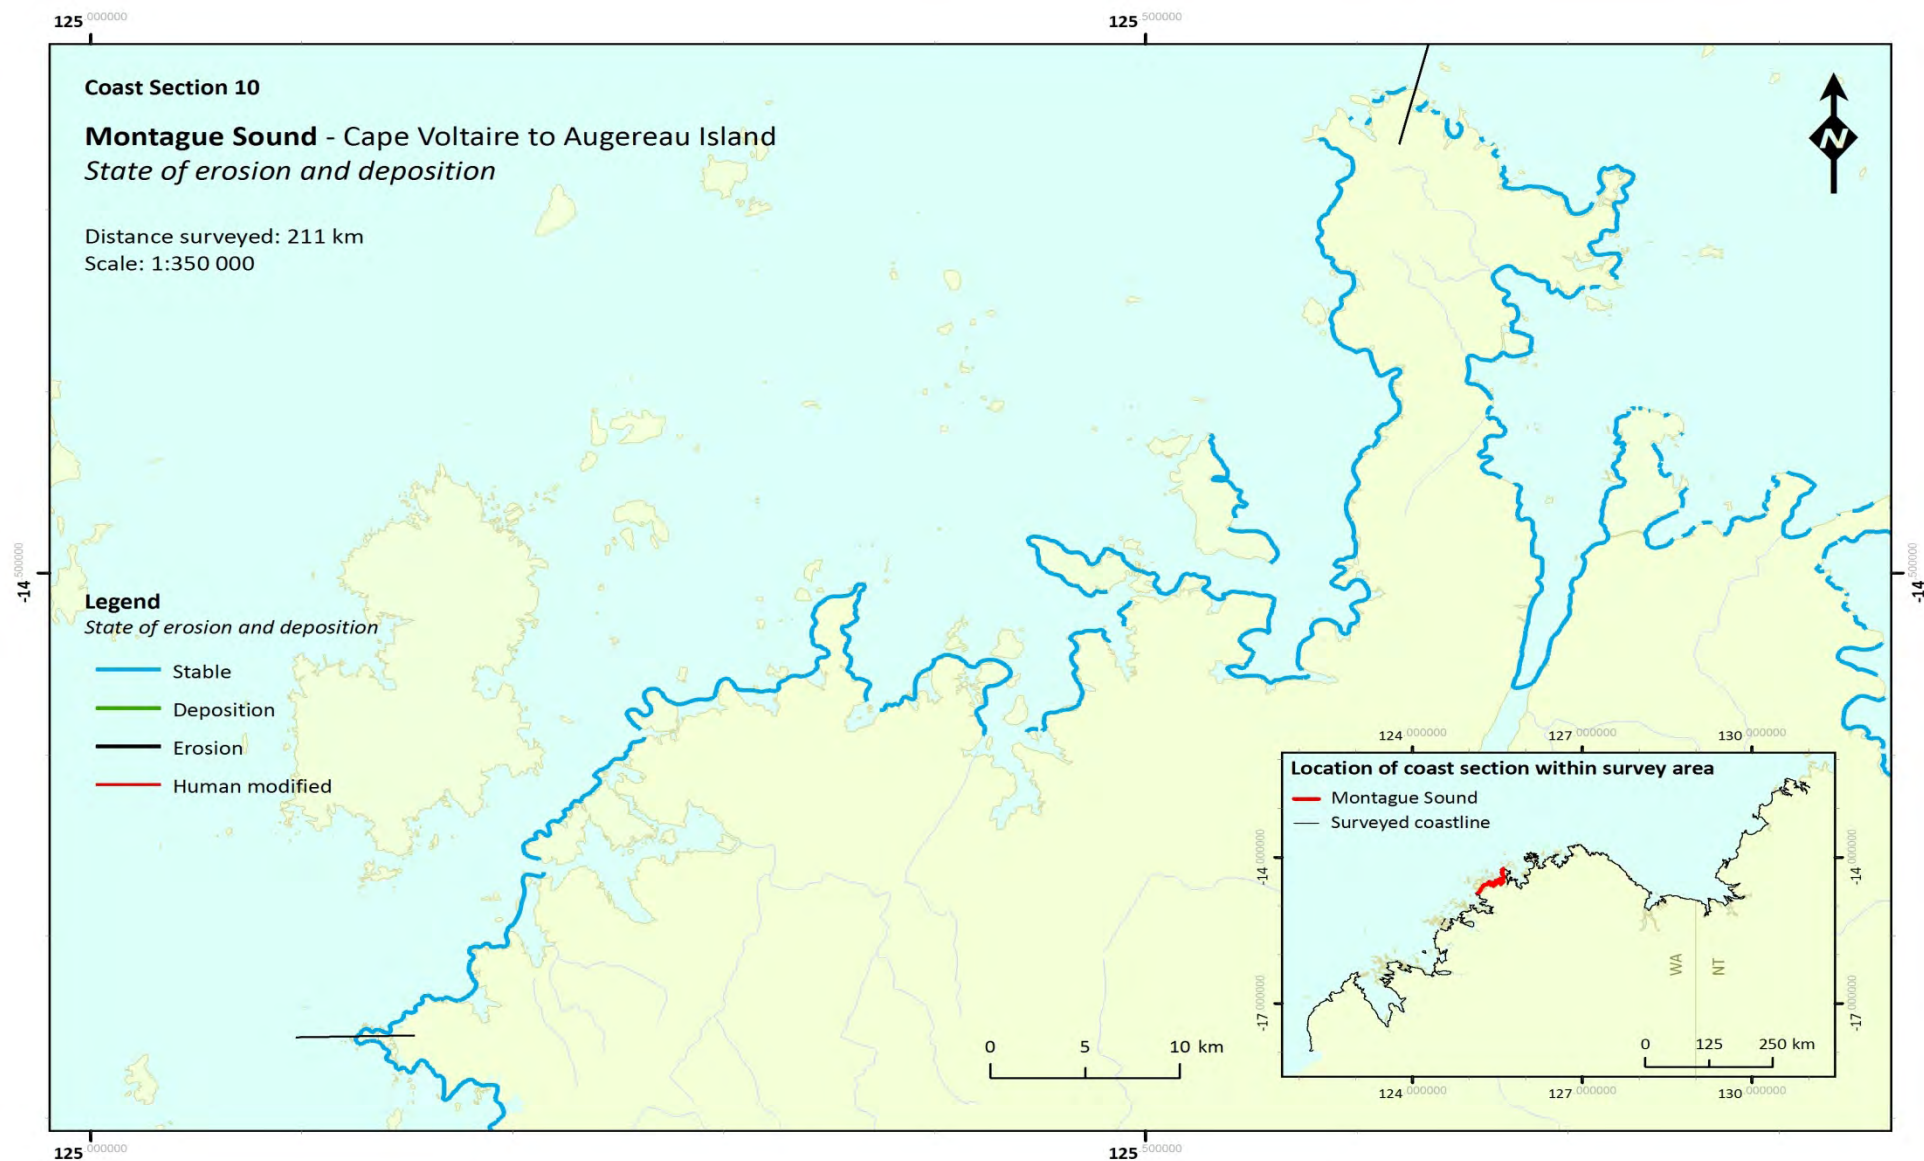 125.000000 125.500000
Coast Section 10
Montague Sound - Cape Voltaire to Augereau Island
State of erosion and deposition
Distance surveyed: 211 km
Scale: 1:350 000
N
-14.500000 -14.500000
Legend
State of erosion and deposition
Stable
Deposition
Erosion
Human modified
124.000000 127.000000 130.000000
Location of coast section within survey area
Montague Sound
Surveyed coastline
-14.000000 -14.000000
WA NT
-17.000000 -17.000000
0 125 250 km
124.000000 127.000000 130.000000
0 5 10 km
125.000000 125.500000